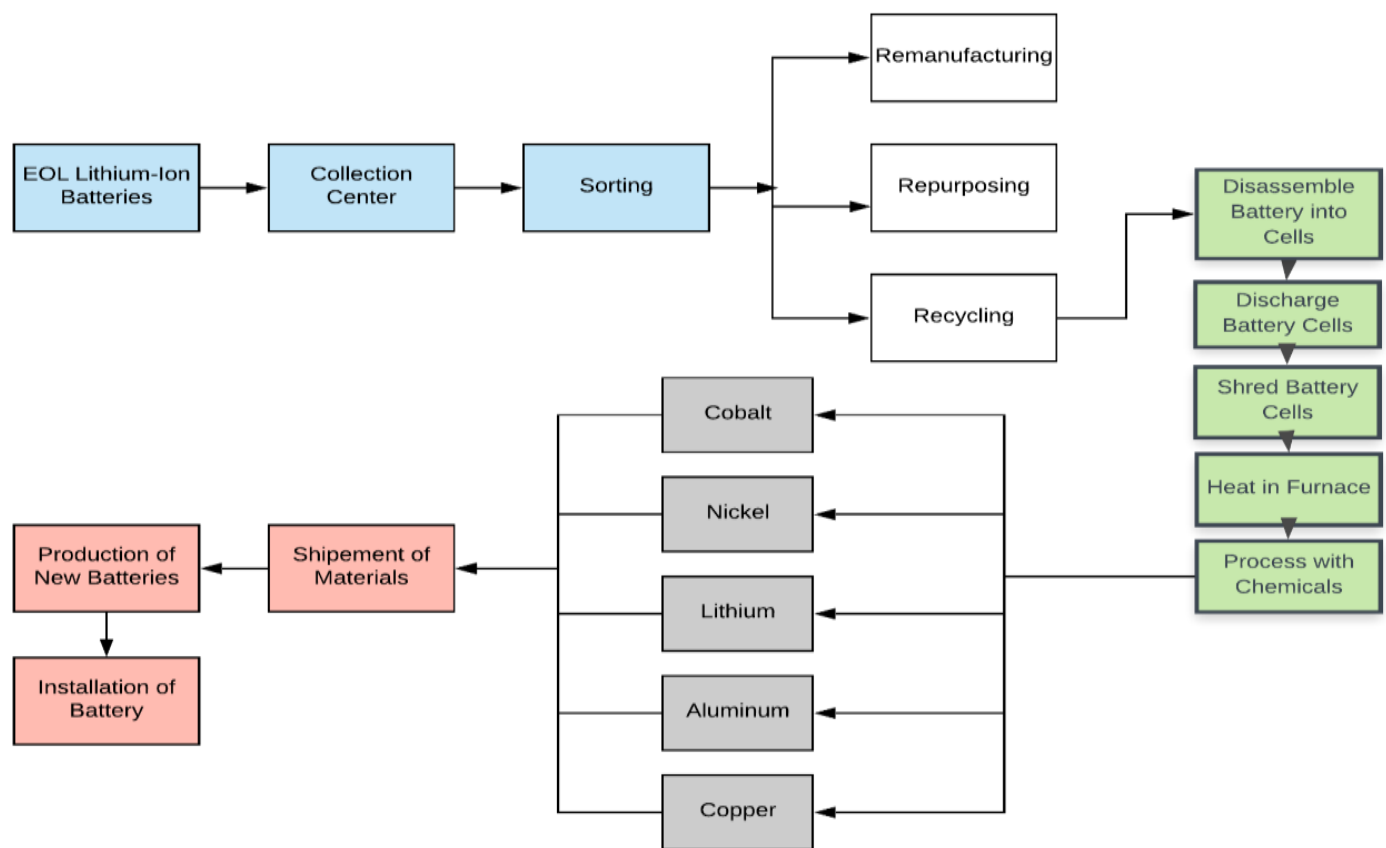 Remanufacturing
EOL Lithium-Ion
Batteries
Collection
Center
Sorting
Repurposing
Recycling
Disassemble
Battery into
Cells
Discharge
Battery Cells
Shred Battery
Cells
Heat in Furnace
Process with
Chemicals
Cobalt
Nickel
Lithium
Aluminum
Copper
Shipement of
Materials
Production of
New Batteries
Installation of
Battery